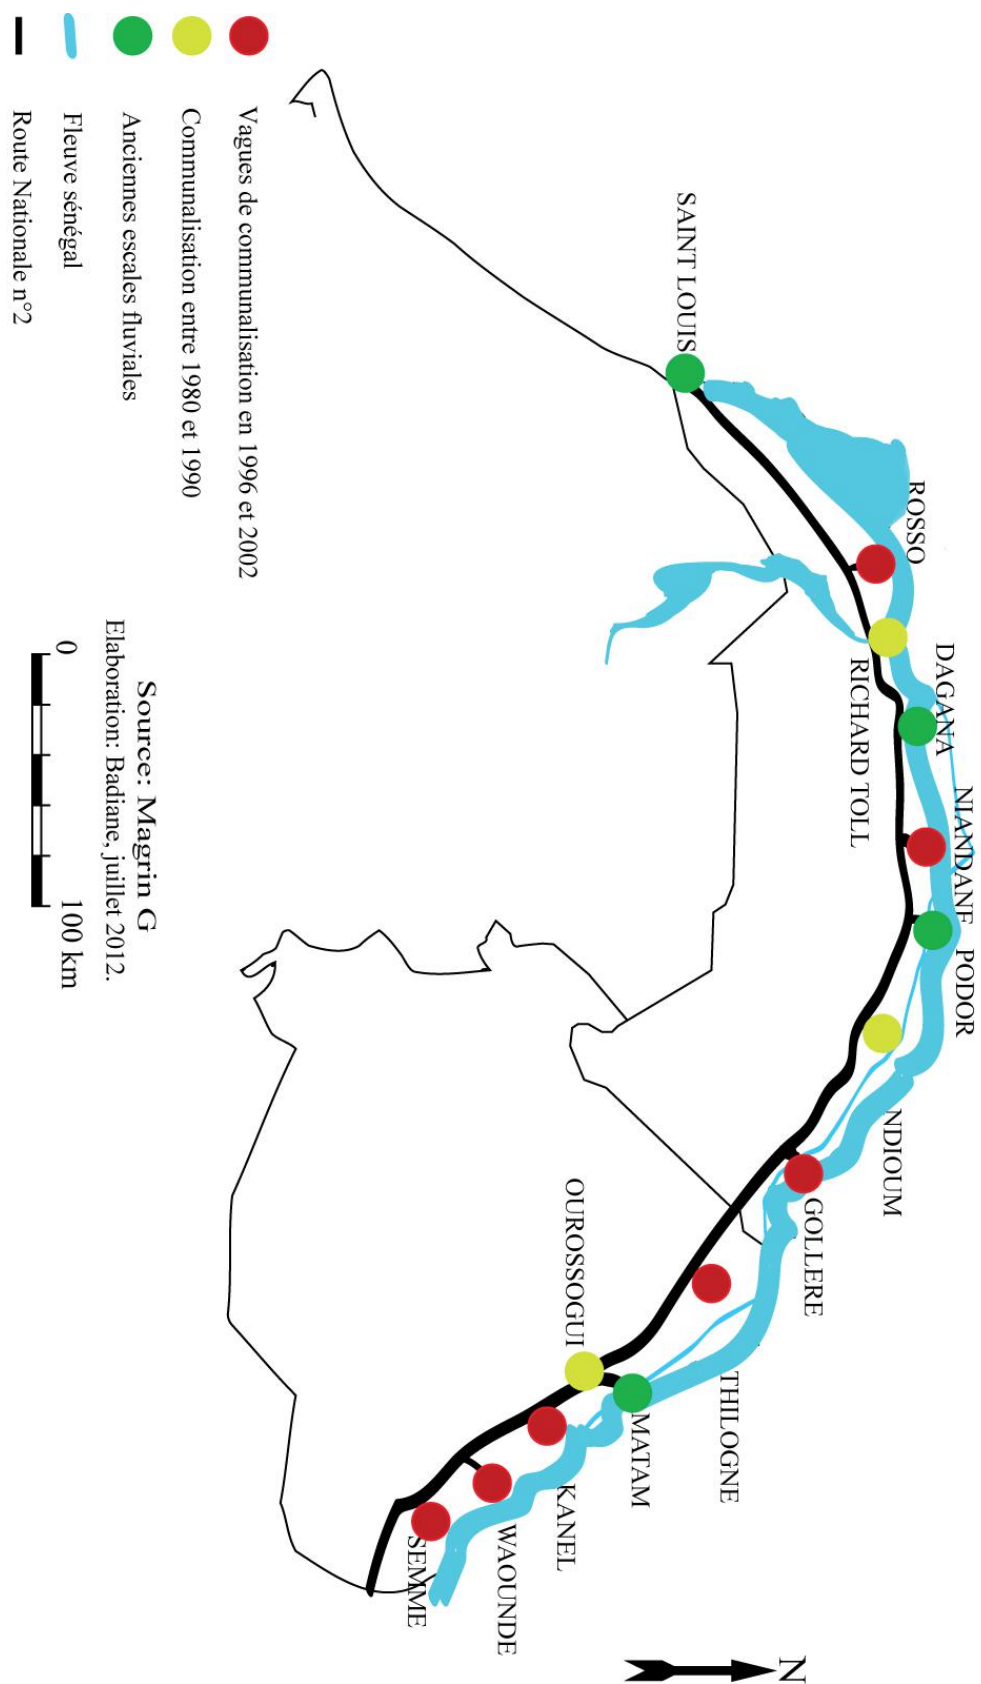 N
ROSSO
DAGANA
NIANDANE
PODOR
RICHARD TOLL
NDIOUM
SAINT LOUIS
GOLLERE
THILOGNE
OUROSSOGUI
MATAM
KANEL
WAOUNDE
SEMME
Vagues de communalisation en 1996 et 2002
Communalisation entre 1980 et 1990
Anciennes escales fluviales
Fleuve sénégal
Route Nationale n°2
Source: Magrin G
Elaboration: Badiane, juillet 2012.
0 100 km